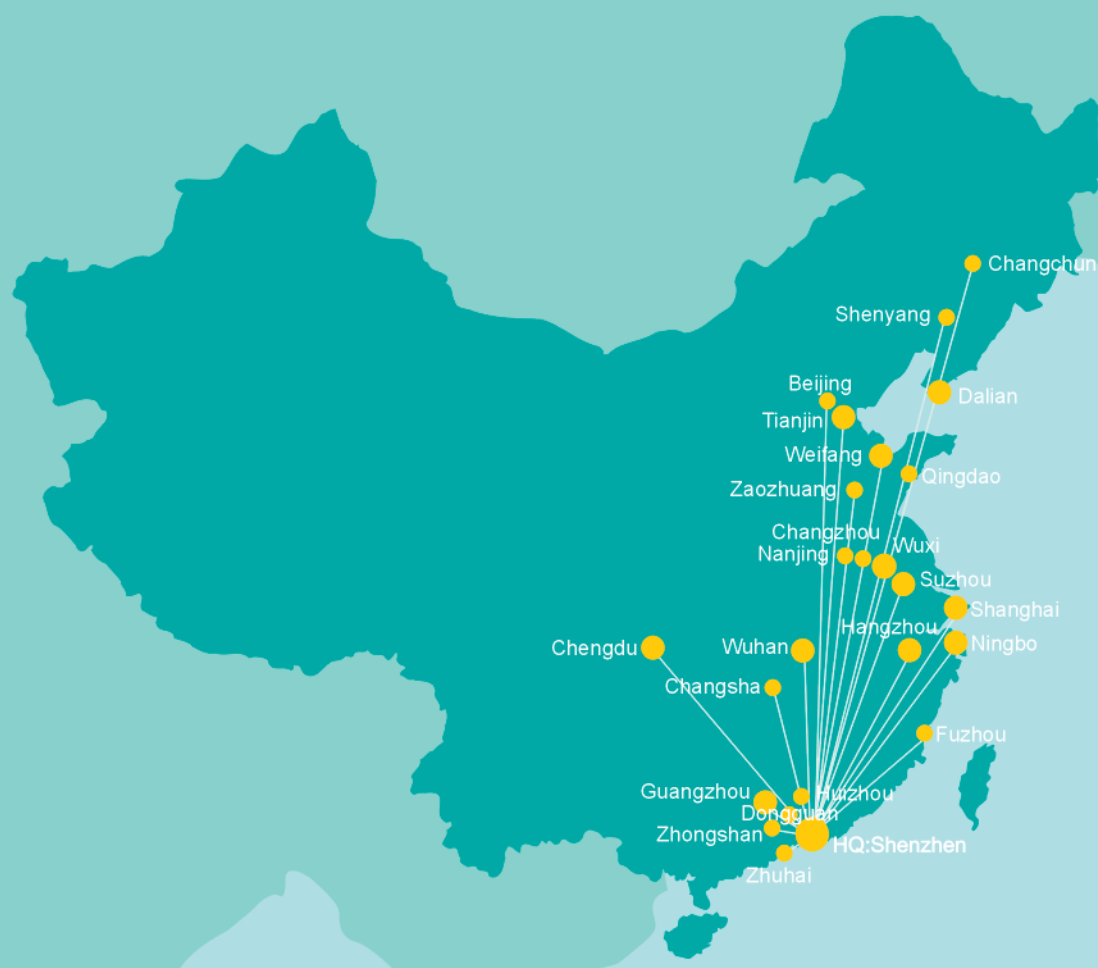 Changchun
Shenyang
Beijing
Dalian
Tianjin
Weifang
Qingdao
Zaozhuang
Changzhou
Wuxi
Nanjing
Suzhou
Shanghai
Hangzhou
Ningbo
Chengdu
Wuhan
Changsha
Fuzhou
Guangzhou
Huizhou
Dongguan
Zhongshan
HQ:Shenzhen
Zhuhai